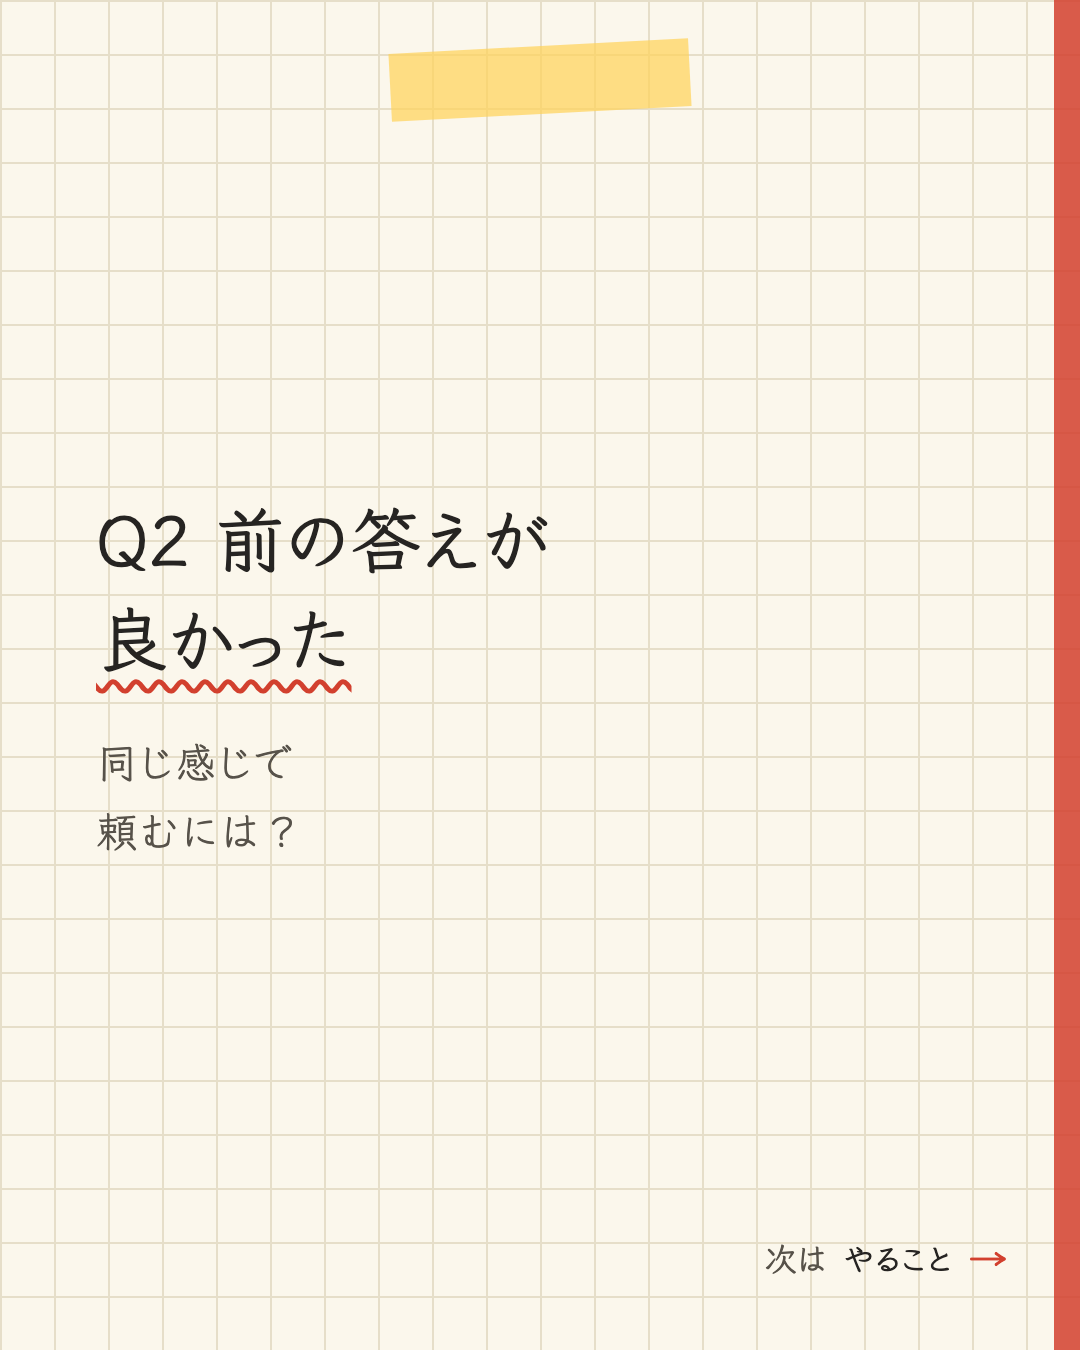 Q2 前の答えが
良かった
同じ感じで
頼むには？
次は やること →